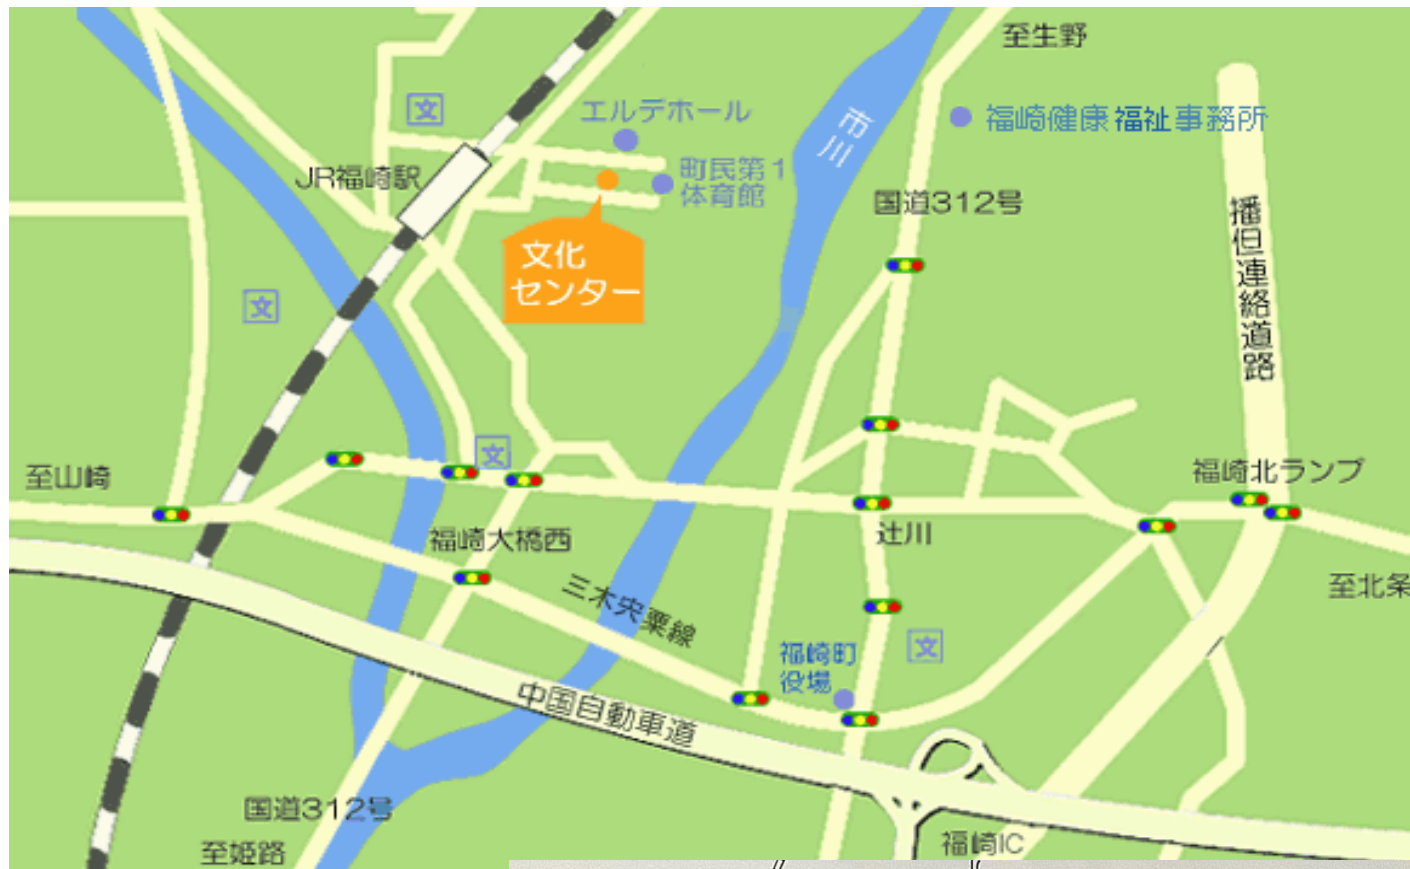 至生野
文
エルデホール
市川
福崎健康福祉事務所
JR福崎駅
町民第1
体育館
国道312号
播但連絡道路
文化
センター
文
至山崎
文
福崎北ランプ
福崎大橋西
辻川
至北条
三木宍粟線
福崎町
役場
文
中国自動車道
国道312号
至姫路
福崎IC